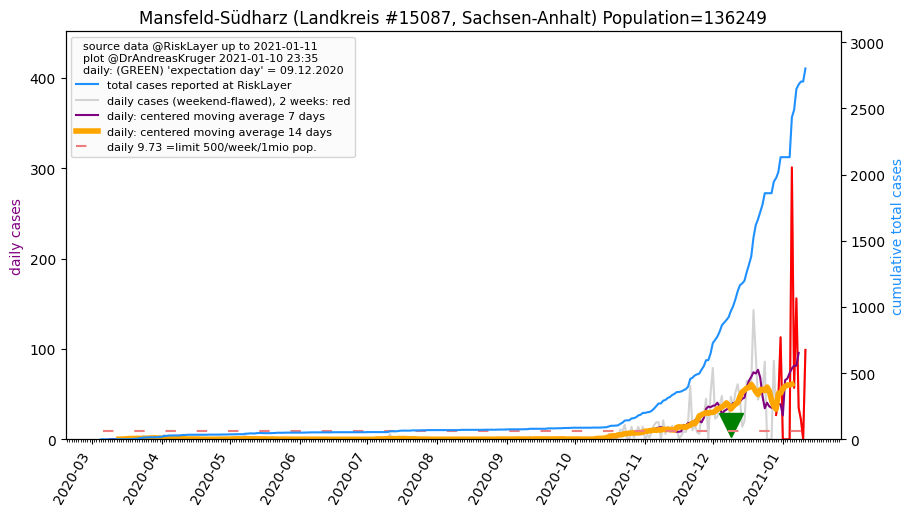 Mansfeld-Südharz (Landkreis #15087, Sachsen-Anhalt) Population=136249
source data @RiskLayer up to 2021-01-11
plot @DrAndreasKruger 2021-01-10 23:35
daily: (GREEN) 'expectation day' = 09.12.2020
total cases reported at RiskLayer
daily cases (weekend-flawed), 2 weeks: red
daily: centered moving average 7 days
daily: centered moving average 14 days
daily 9.73 =limit 500/week/1mio pop.
daily cases
400
300
200
100
0
cumulative total cases
3000
2500
2000
1500
1000
500
0
2020-03
2020-04
2020-05
2020-06
2020-07
2020-08
2020-09
2020-10
2020-11
2020-12
2021-01